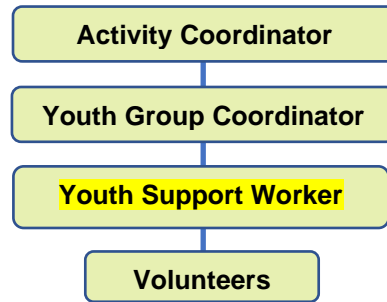 Activity Coordinator
Youth Group Coordinator
Youth Support Worker
Volunteers